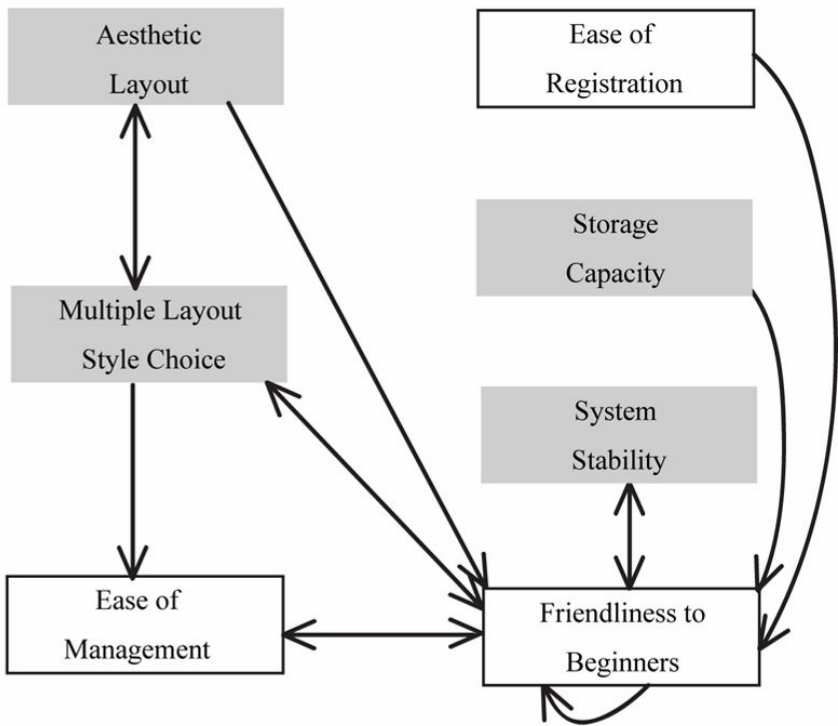 Aesthetic
Layout
Ease of
Registration
Storage
Capacity
Multiple Layout
Style Choice
System
Stability
Ease of
Management
Friendliness to
Beginners